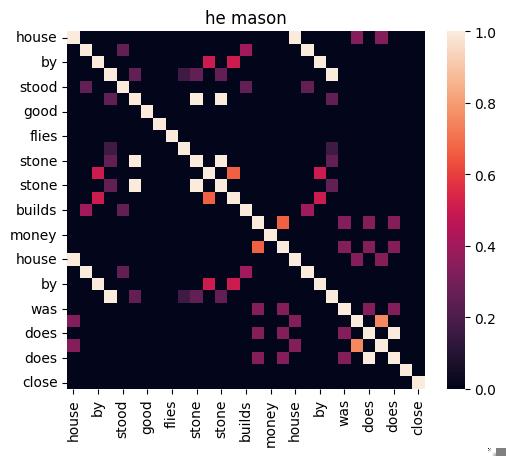 he mason
house
by
stood
good
flies
stone
stone
builds
money
house
by
was
does
does
close
1.0
0.8
0.6
0.4
0.2
0.0
house
by
stood
good
flies
stone
stone
builds
money
house
by
was
does
does
close